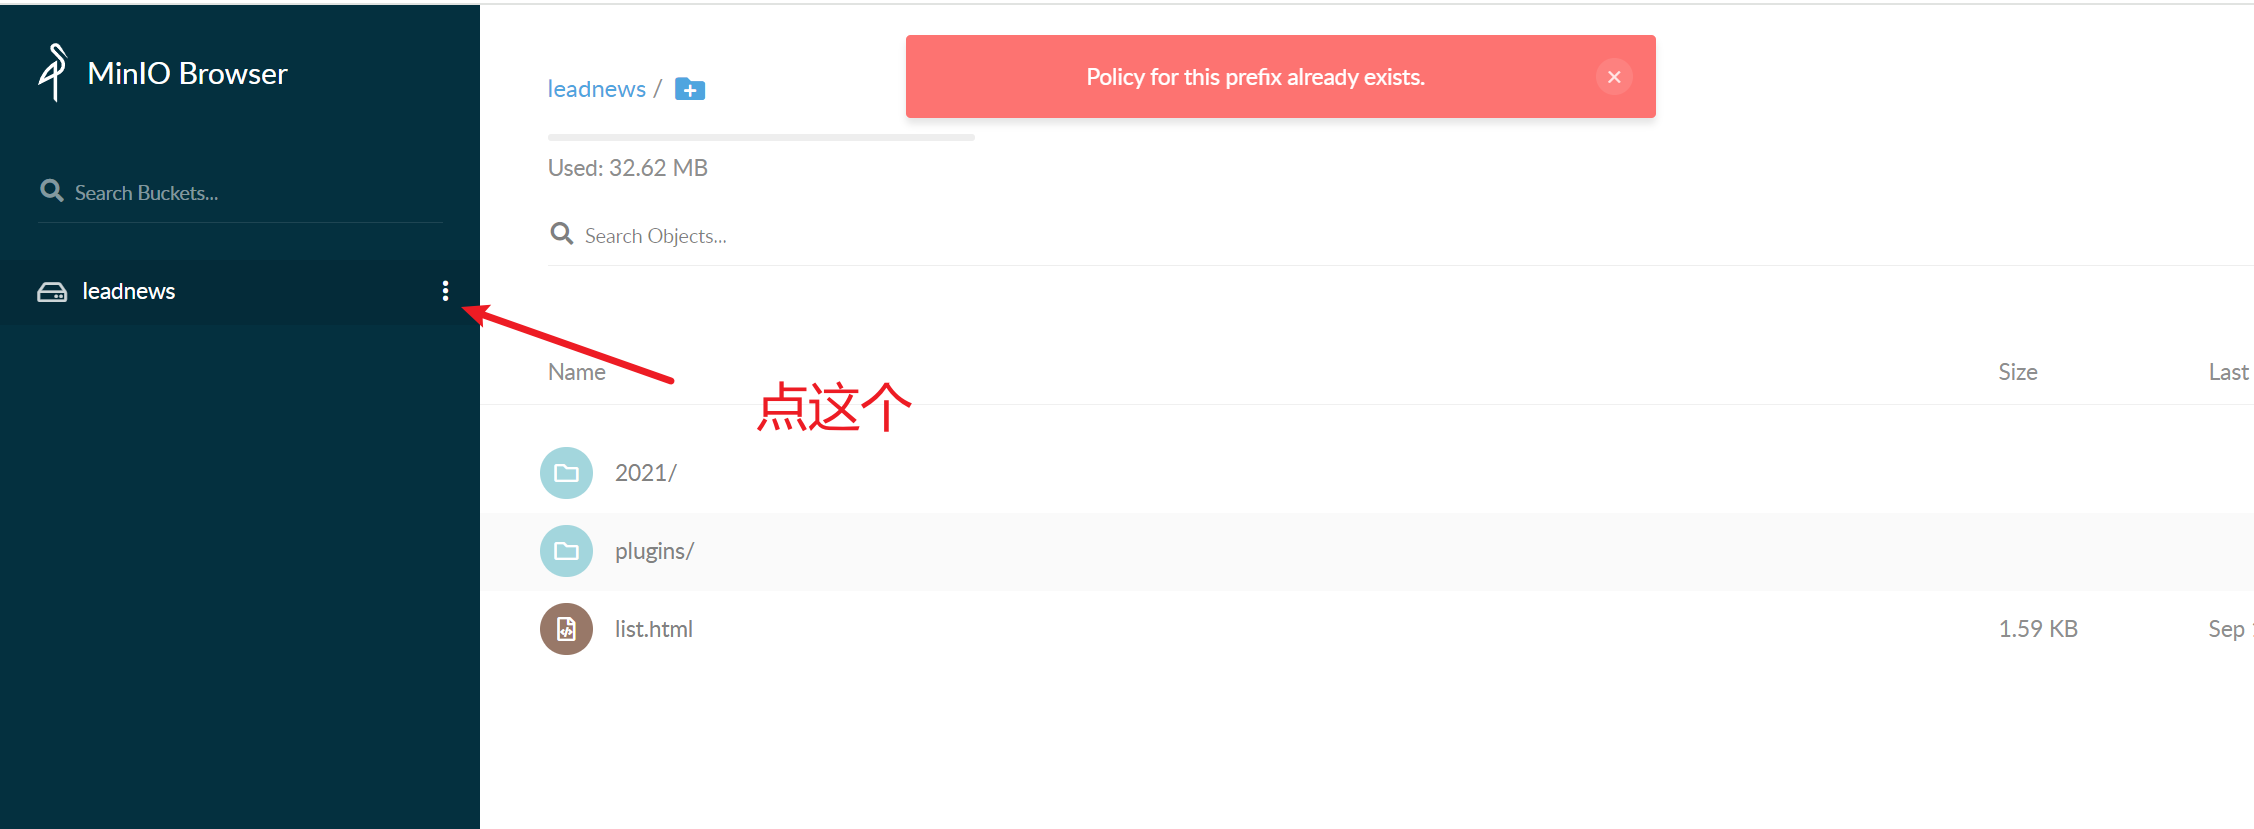 MinIO Browser
Search Buckets...
leadnews
leadnews /
Policy for this prefix already exists.
Used: 32.62 MB
Search Objects...
点这个
Name
Size
Last
2021/
plugins/
list.html
1.59 KB
Sep